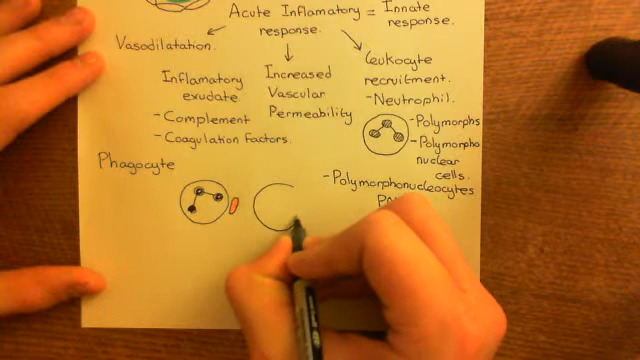 Acute Inflamatory = Innate
response. response.
Vasodilatation.
Inflamatory
exudate
- Complement
- Coagulation Factors.
Increased
Vascular
Permeability
Leukocyte
recruitment.
- Neutrophil.
- Polymorphs
- Polymorpho
nuclear
cells.
- Polymorphonucleocytes
Phagocyte